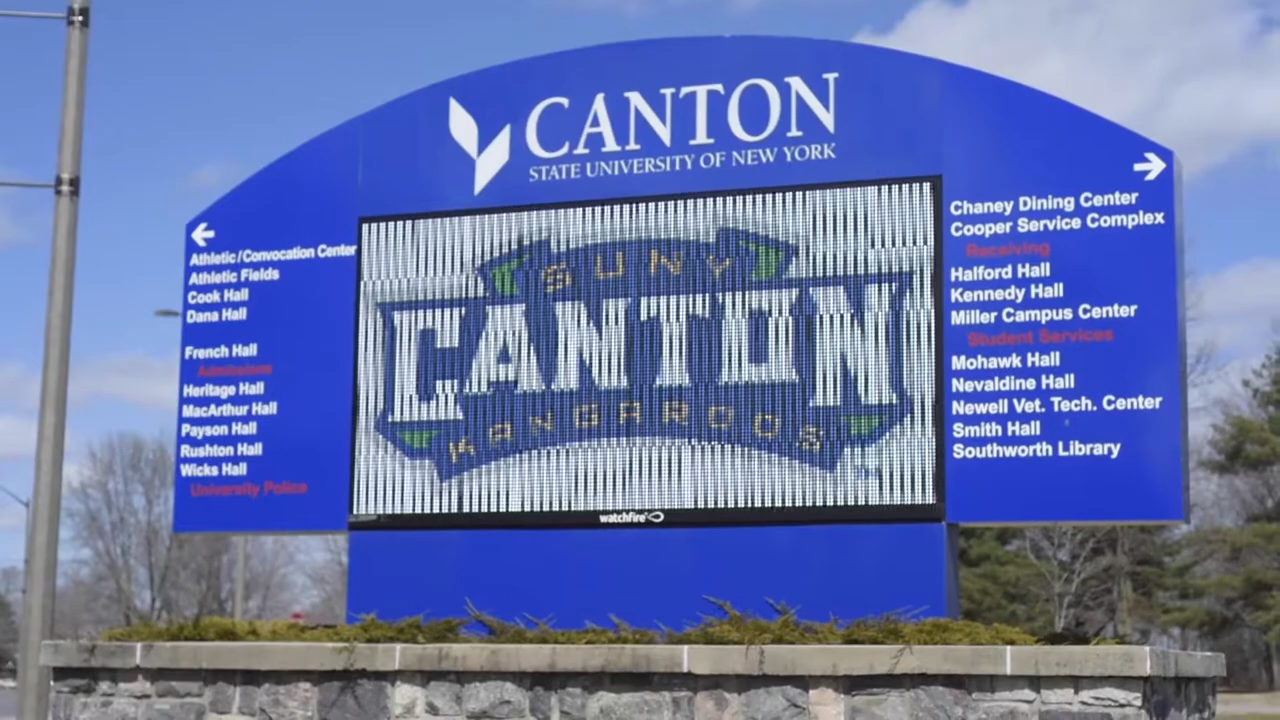 CANTON
STATE UNIVERSITY OF NEW YORK
Athletic/Convocation Center
Athletic Fields
Cook Hall
Dana Hall
French Hall
Admissions
Heritage Hall
MacArthur Hall
Payson Hall
Rushton Hall
Wicks Hall
University Police
SUNY
CANTON
KANGAROOS
watchfire
Chaney Dining Center
Cooper Service Complex
Receiving
Halford Hall
Kennedy Hall
Miller Campus Center
Student Services
Mohawk Hall
Nevaldine Hall
Newell Vet. Tech. Center
Smith Hall
Southworth Library